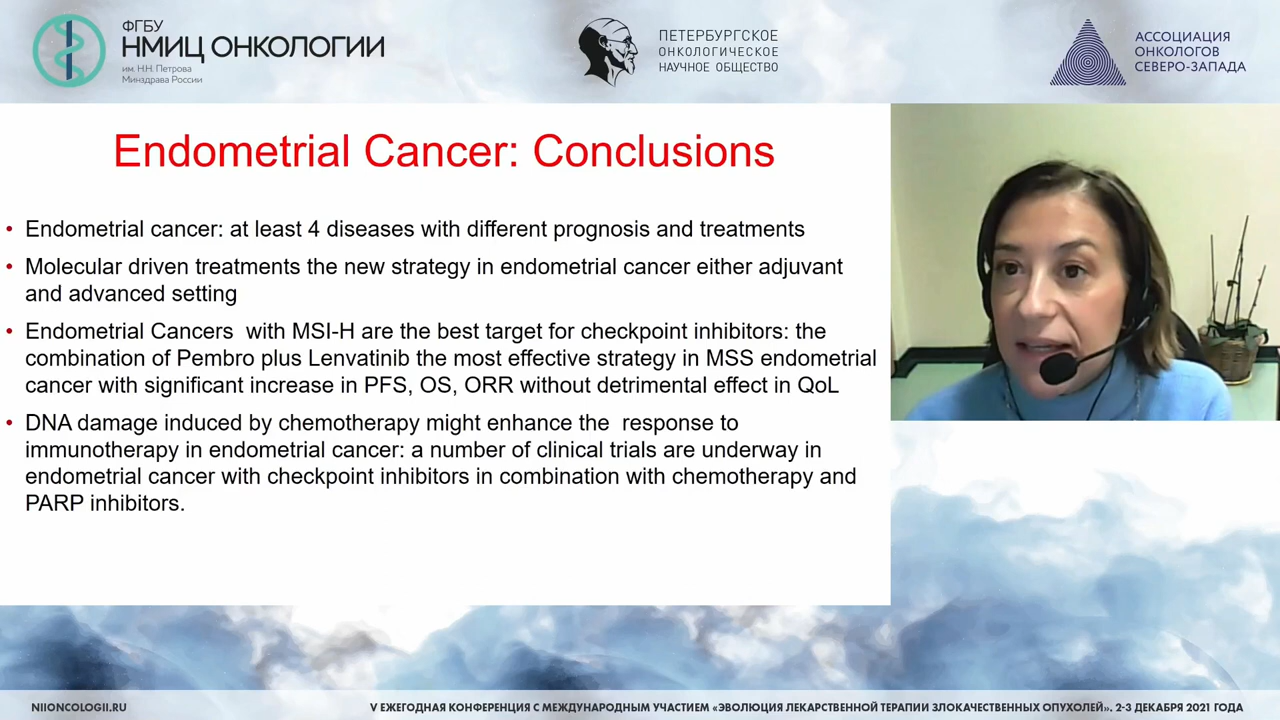 ФГБУ
НМИЦ ОНКОЛОГИИ
им. Н.Н. Петрова
Минздрава России
ПЕТЕРБУРГСКОЕ
ОНКОЛОГИЧЕСКОЕ
НАУЧНОЕ ОБЩЕСТВО
АССОЦИАЦИЯ
ОНКОЛОГОВ
СЕВЕРО-ЗАПАДА
Endometrial Cancer: Conclusions
• Endometrial cancer: at least 4 diseases with different prognosis and treatments
• Molecular driven treatments the new strategy in endometrial cancer either adjuvant
and advanced setting
• Endometrial Cancers with MSI-H are the best target for checkpoint inhibitors: the
combination of Pembro plus Lenvatinib the most effective strategy in MSS endometrial
cancer with significant increase in PFS, OS, ORR without detrimental effect in QoL
• DNA damage induced by chemotherapy might enhance the response to
immunotherapy in endometrial cancer: a number of clinical trials are underway in
endometrial cancer with checkpoint inhibitors in combination with chemotherapy and
PARP inhibitors.
NIIONCOLOGII.RU
V ЕЖЕГОДНАЯ КОНФЕРЕНЦИЯ С МЕЖДУНАРОДНЫМ УЧАСТИЕМ «ЭВОЛЮЦИЯ ЛЕКАРСТВЕННОЙ ТЕРАПИИ ЗЛОКАЧЕСТВЕННЫХ ОПУХОЛЕЙ». 2-3 ДЕКАБРЯ 2021 ГОДА